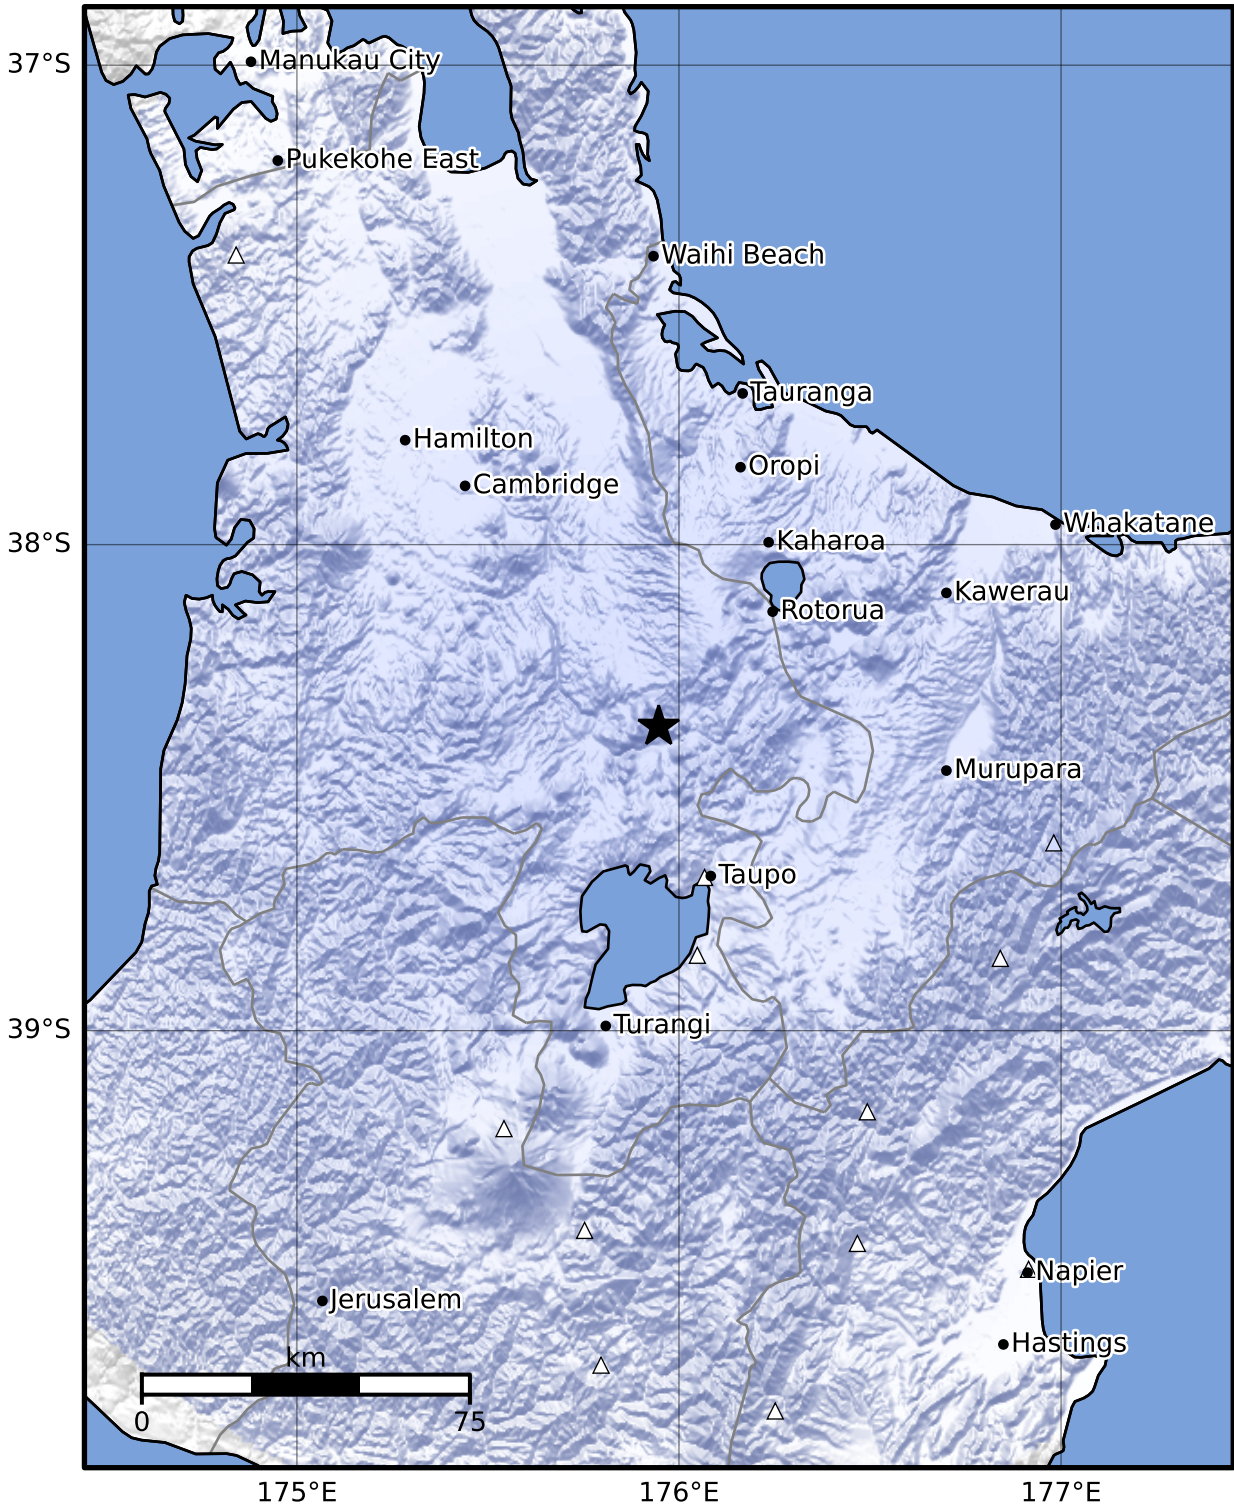 37°S
Manukau City
Pukekohe East
Waihi Beach
Tauranga
Hamilton
Oropi
Cambridge
Whakatane
38°S
Kaharoa
Kawerau
Rotorua
Murupara
Taupo
39°S
Turangi
Napier
Jerusalem
Hastings
km
0 75
175°E 176°E 177°E